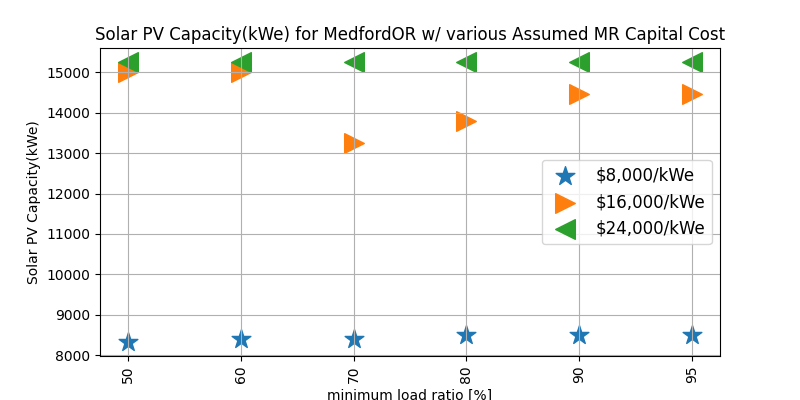 Solar PV Capacity(kWe) for MedfordOR w/ various Assumed MR Capital Cost
Solar PV Capacity(kWe)
15000
14000
13000
12000
11000
10000
9000
8000
$8,000/kWe
$16,000/kWe
$24,000/kWe
50
60
70
80
90
95
minimum load ratio [%]